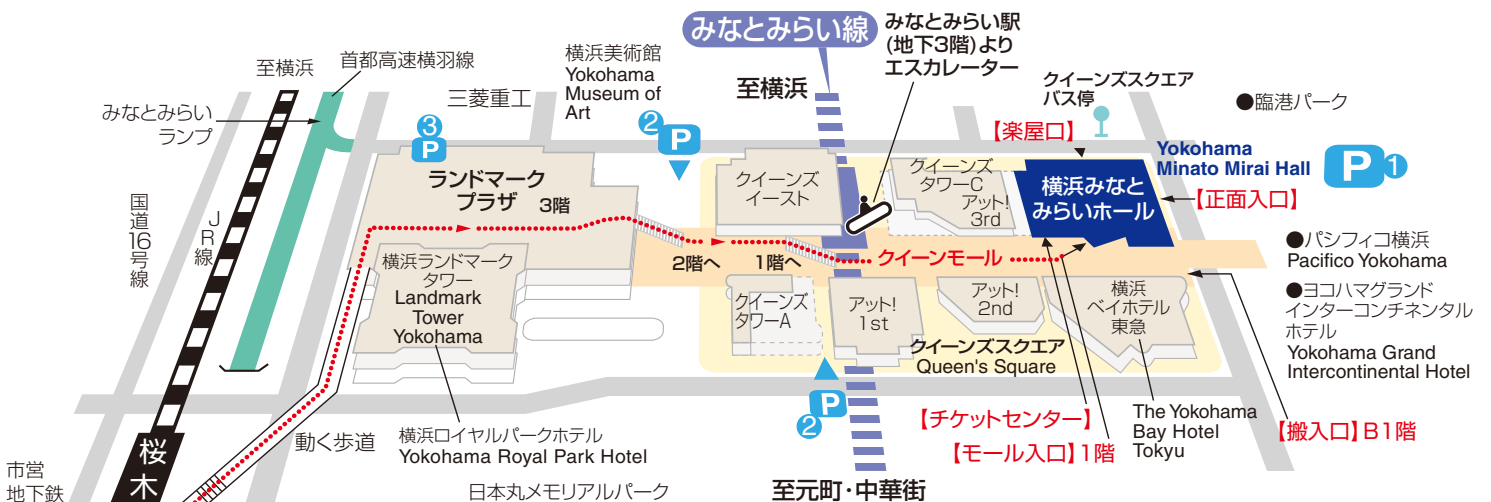 みなとみらい線
みなとみらい駅
(地下3階)より
エスカレーター
至横浜
首都高速横羽線
至横浜
みなとみらい
ランプ
三菱重工
横浜美術館
Yokohama
Museum of
Art
クイーンズスクエア
バス停
●臨港パーク
【楽屋口】
3
P
2
P
Yokohama
Minato Mirai Hall
P
1
ランドマーク
プラザ
3階
クイーンズ
イースト
クイーンズ
タワーC
アット!
3rd
横浜みなと
みらいホール
【正面入口】
国道16号線
JR線
2階へ
1階へ
クイーンモール
●パシフィコ横浜
Pacifico Yokohama
横浜ランドマーク
タワー
Landmark
Tower
Yokohama
クイーンズ
タワーA
アット!
1st
アット!
2nd
横浜
ベイホテル
東急
●ヨコハマグランド
インターコンチネンタル
ホテル
Yokohama Grand
Intercontinental Hotel
クイーンズスクエア
Queen's Square
P
2
【チケットセンター】
【モール入口】1階
The Yokohama
Bay Hotel
Tokyu
【搬入口】B1階
動く歩道
横浜ロイヤルパークホテル
Yokohama Royal Park Hotel
桜木
市営
地下鉄
日本丸メモリアルパーク
至元町・中華街